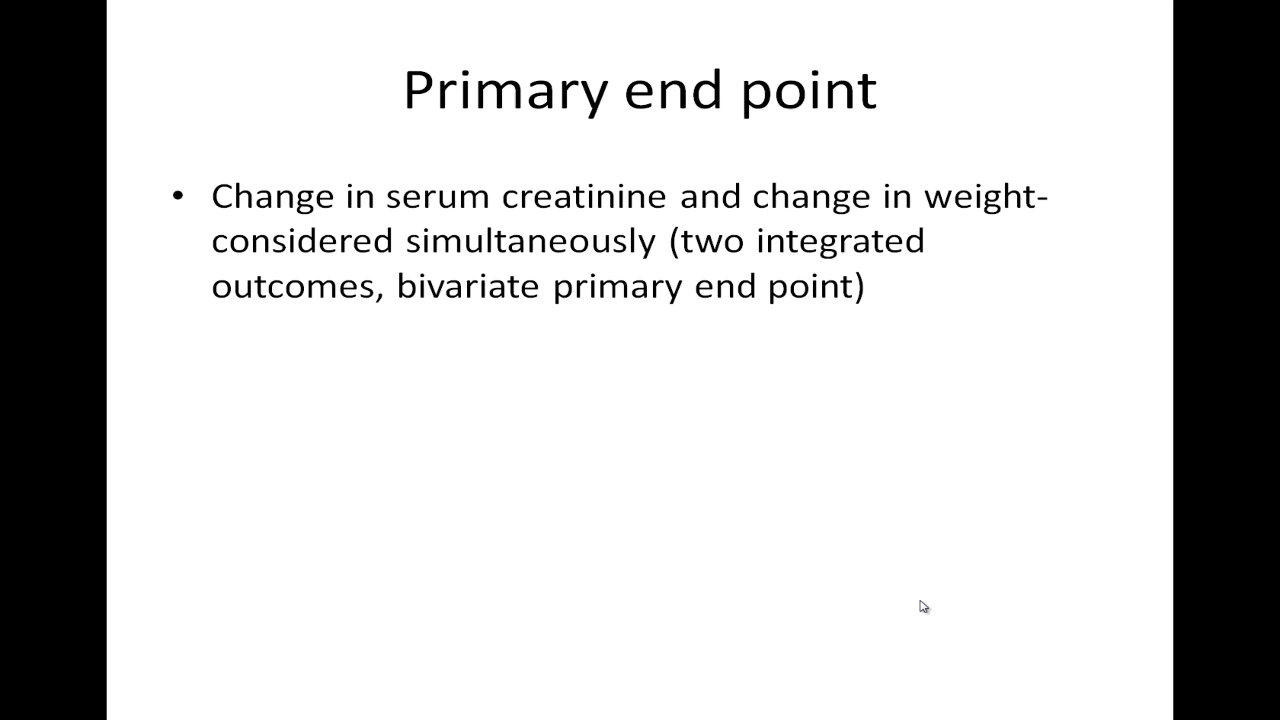 Primary end point
• Change in serum creatinine and change in weight-
considered simultaneously (two integrated
outcomes, bivariate primary end point)